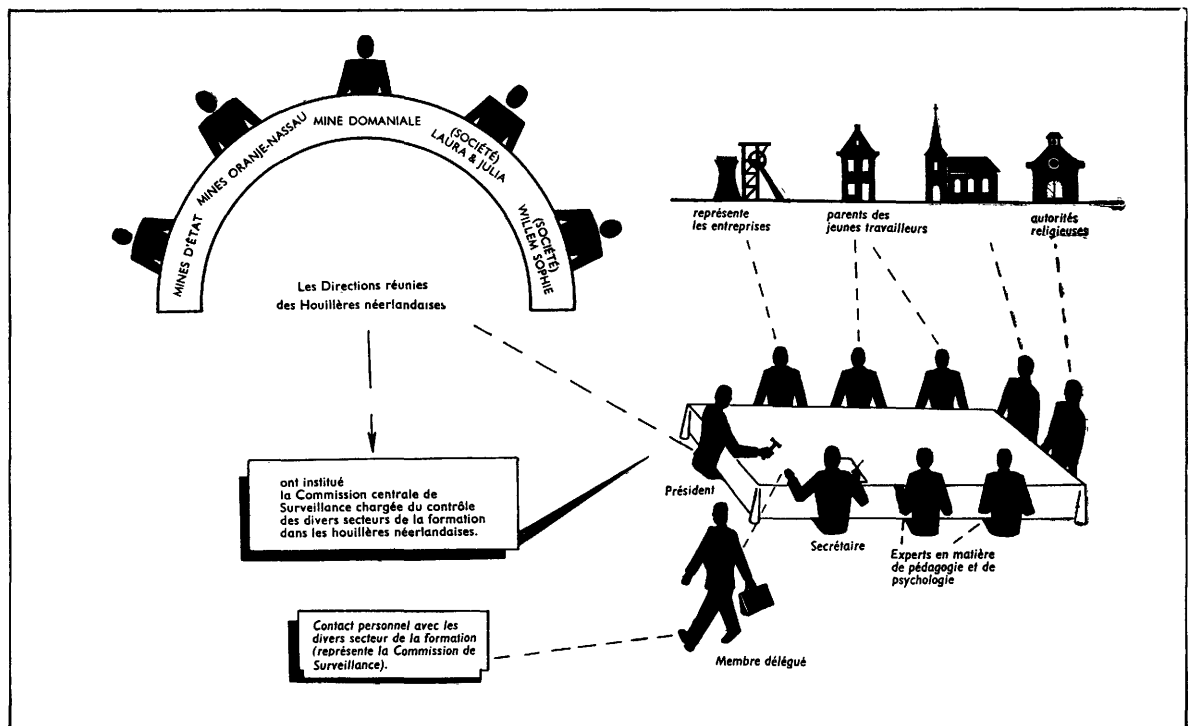 MINES D'ÉTAT
MINES ORANJE-NASSAU
MINE DOMANIALE
(SOCIÉTÉ)
LAURA & JULIA
(SOCIÉTÉ)
WILLEM SOPHIE
Les Directions réunies
des Houillères néerlandaises
représente
les entreprises
parents des
jeunes travailleurs
autorités
religieuses
ont institué
la Commission centrale de
Surveillance chargée du contrôle
des divers secteurs de la formation
dans les houillères néerlandaises.
Président
Secrétaire
Experts en matière
de pédagogie et de
psychologie
Contact personnel avec les
divers secteur de la formation
(représente la Commission de
Surveillance).
Membre délégué